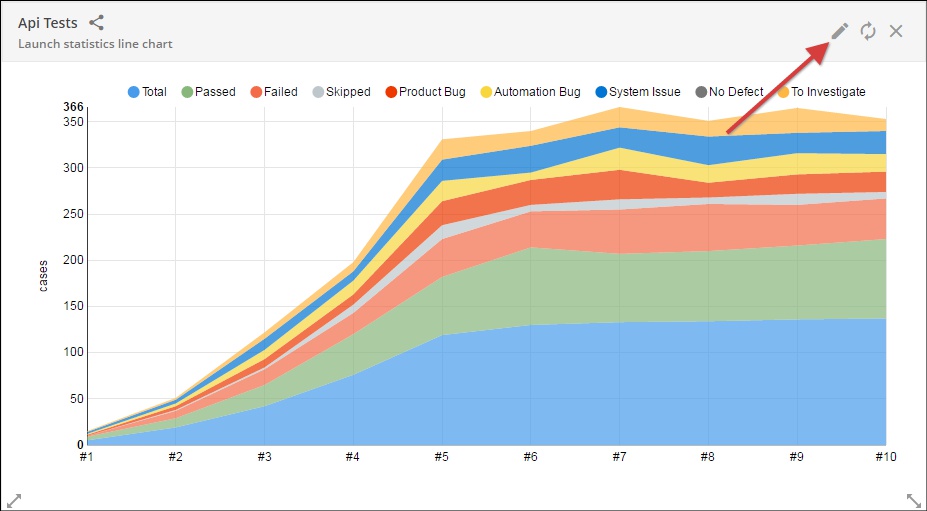 Api Tests
Launch statistics line chart
Total Passed Failed Skipped Product Bug Automation Bug System Issue No Defect To Investigate
366
350
300
250
200
150
100
50
0
cases
#1 #2 #3 #4 #5 #6 #7 #8 #9 #10